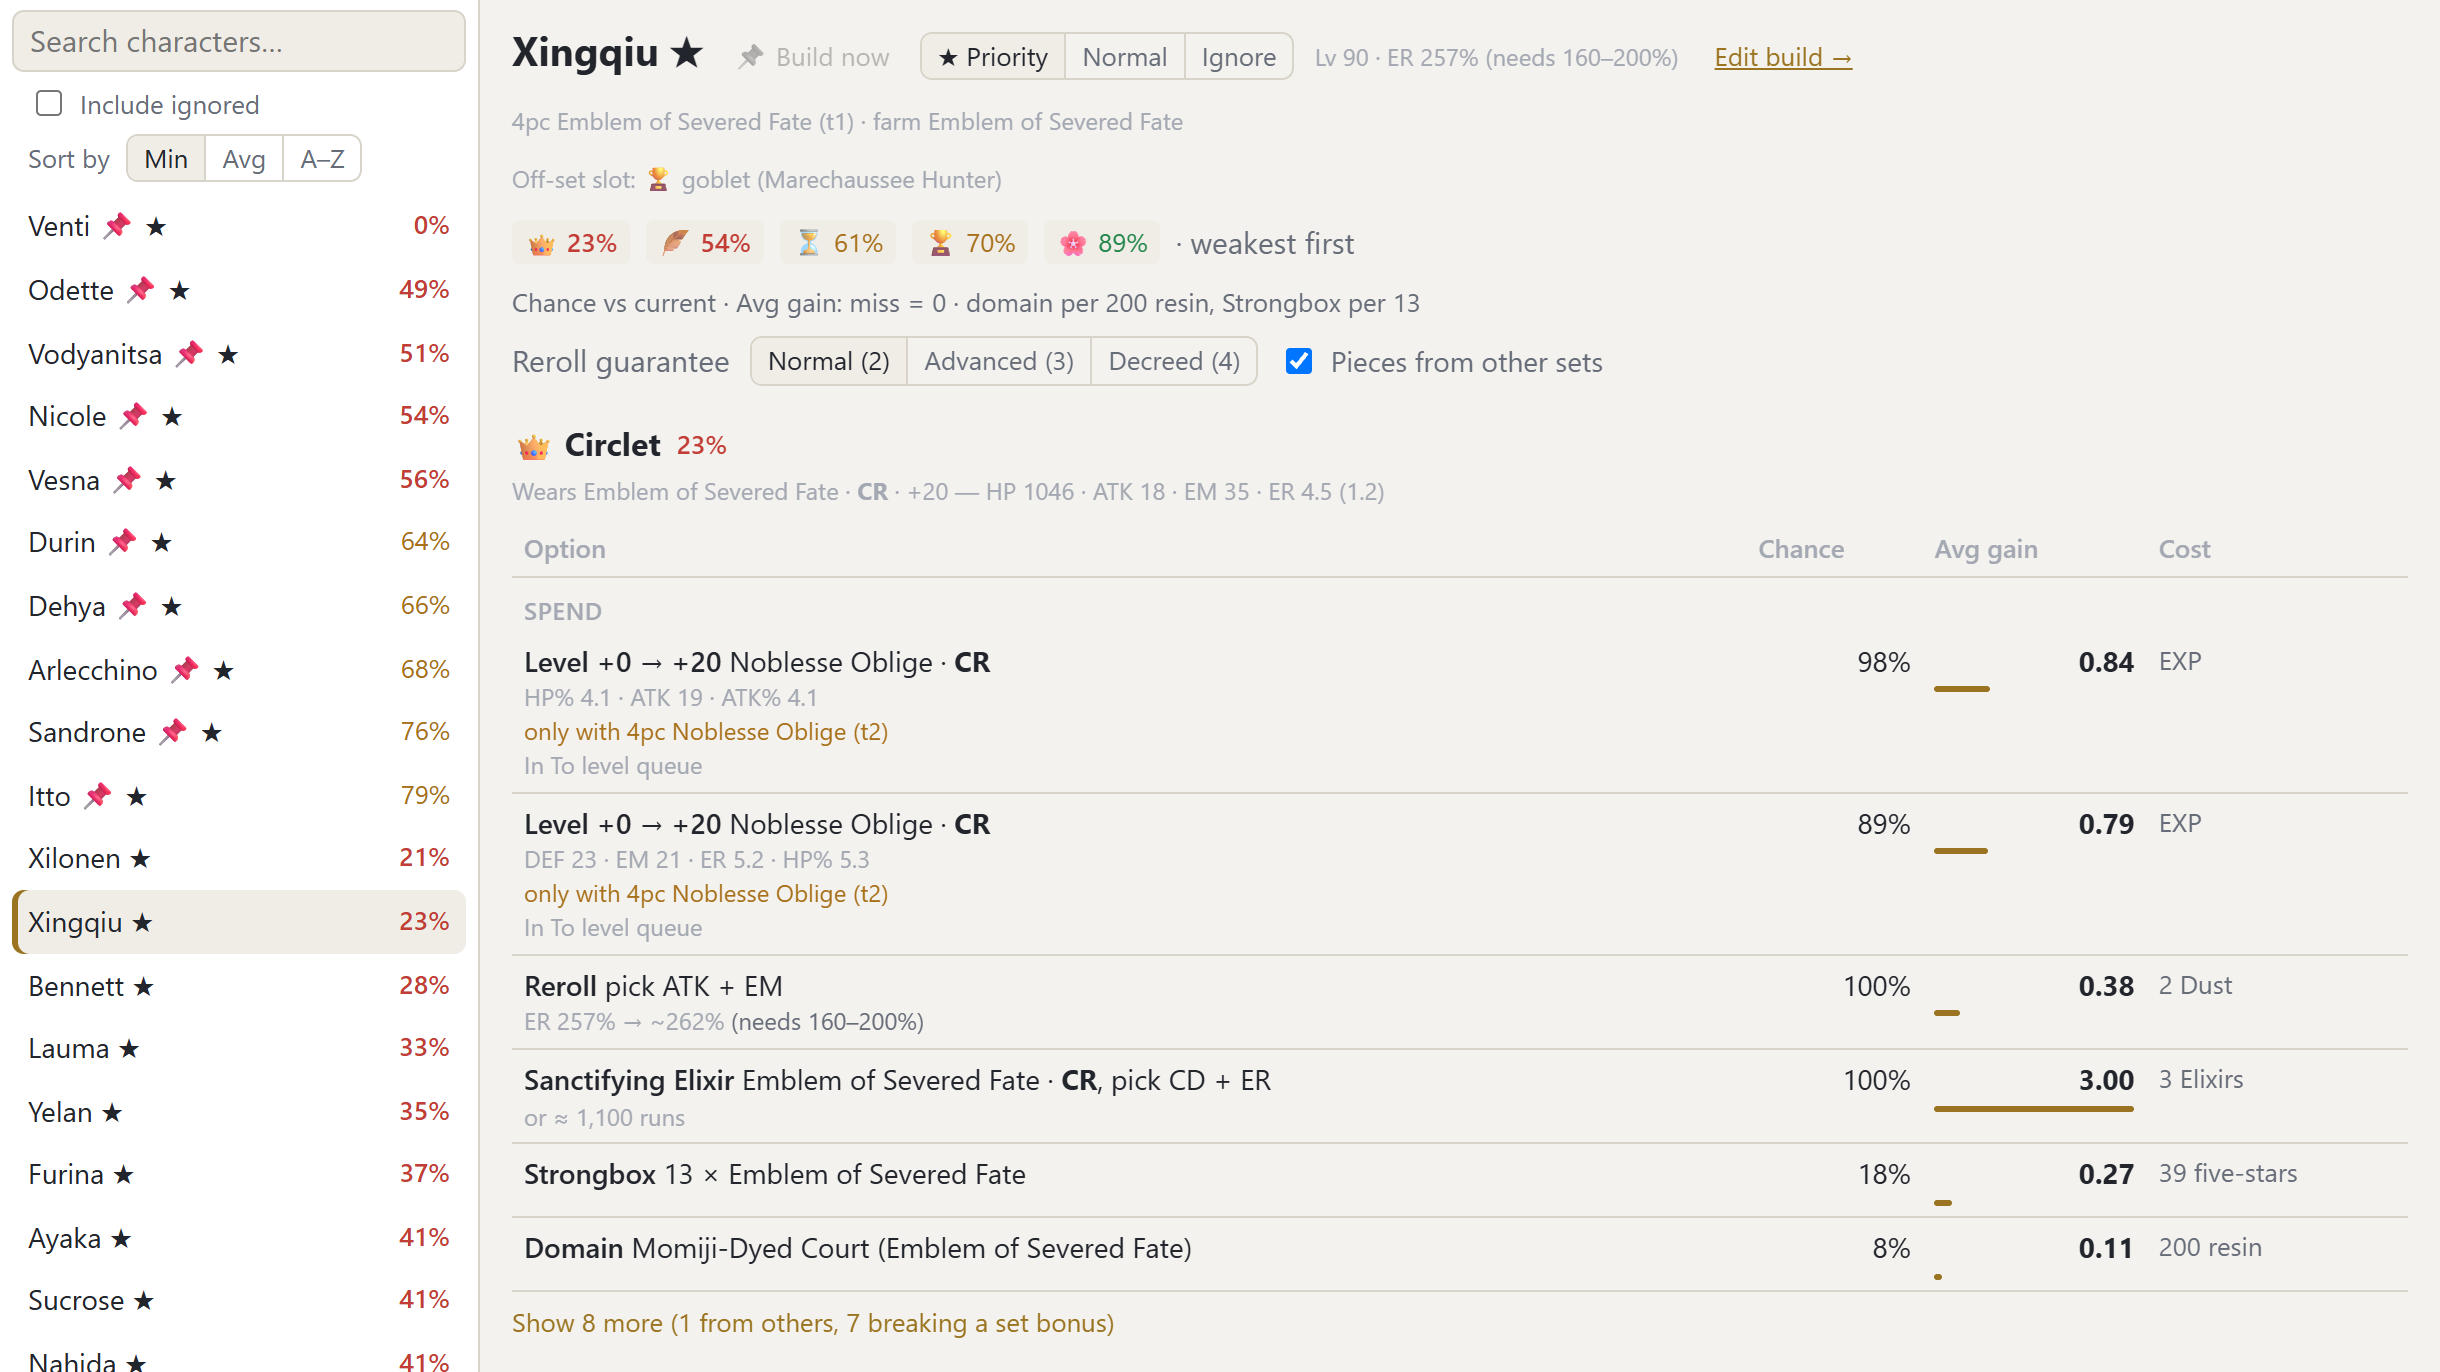 Search characters...
Include ignored
Sort by Min Avg A–Z
Venti 📌 ★ 0%
Odette 📌 ★ 49%
Vodyanitsa 📌 ★ 51%
Nicole 📌 ★ 54%
Vesna 📌 ★ 56%
Durin 📌 ★ 64%
Dehya 📌 ★ 66%
Arlecchino 📌 ★ 68%
Sandrone 📌 ★ 76%
Itto 📌 ★ 79%
Xilonen ★ 21%
Xingqiu ★ 23%
Bennett ★ 28%
Lauma ★ 33%
Yelan ★ 35%
Furina ★ 37%
Ayaka ★ 41%
Sucrose ★ 41%
Nahida ★ 41%
Xingqiu ★ 📌 Build now ★ Priority Normal Ignore Lv 90 · ER 257% (needs 160–200%) Edit build →
4pc Emblem of Severed Fate (t1) · farm Emblem of Severed Fate
Off-set slot: 🏆 goblet (Marechaussee Hunter)
👑 23% 🪶 54% ⏳ 61% 🏆 70% 🌸 89% · weakest first
Chance vs current · Avg gain: miss = 0 · domain per 200 resin, Strongbox per 13
Reroll guarantee Normal (2) Advanced (3) Decreed (4) Pieces from other sets
👑 Circlet 23%
Wears Emblem of Severed Fate · CR · +20 — HP 1046 · ATK 18 · EM 35 · ER 4.5 (1.2)
Option Chance Avg gain Cost
SPEND
Level +0 → +20 Noblesse Oblige · CR 98% 0.84 EXP
HP% 4.1 · ATK 19 · ATK% 4.1
only with 4pc Noblesse Oblige (t2)
In To level queue
Level +0 → +20 Noblesse Oblige · CR 89% 0.79 EXP
DEF 23 · EM 21 · ER 5.2 · HP% 5.3
only with 4pc Noblesse Oblige (t2)
In To level queue
Reroll pick ATK + EM 100% 0.38 2 Dust
ER 257% → ~262% (needs 160–200%)
Sanctifying Elixir Emblem of Severed Fate · CR, pick CD + ER 100% 3.00 3 Elixirs
or ≈ 1,100 runs
Strongbox 13 × Emblem of Severed Fate 18% 0.27 39 five-stars
Domain Momiji-Dyed Court (Emblem of Severed Fate) 8% 0.11 200 resin
Show 8 more (1 from others, 7 breaking a set bonus)